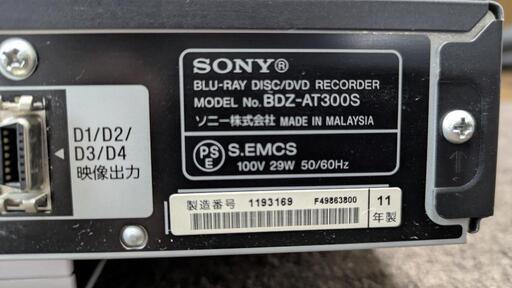 SONY®
BLU-RAY DISC/DVD RECORDER
MODEL No. BDZ-AT300S
ソニー株式会社 MADE IN MALAYSIA
PS
E
S.EMCS
100V 29W 50/60Hz
D1/D2/
D3/D4
映像出力
製造番号 1193169 F49863800
11
年製